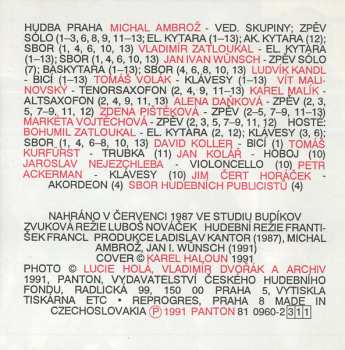 HUDBA PRAHA MICHAL AMBROŽ - VED. SKUPINY; ZPĚV
SÓLO (1–3, 6, 8, 9, 11–13; EL. KYTARA (1–11); AK. KYTARA (12);
SBOR (1, 4, 6, 10, 13) VLADIMÍR ZATLOUKAL - EL. KYTARA
(1–13); SBOR (1, 4, 6, 10, 13) JAN IVAN WÜNSCH - ZPĚV SÓLO
(7); BASKYTARA (1–13); SBOR (4, 6, 8, 10, 13) LUDVÍK KANDL
- BICÍ (1–13) TOMÁŠ VOLÁK - KLÁVESY (1–13) VÍT MALI-
NOVSKÝ - TENORSAXOFON (2, 4, 9, 11, 13) KAREL MALÍK -
ALTSAXOFON (2, 4, 9, 11, 13) ALENA DAŇKOVÁ - ZPĚV (2, 3,
5, 7–9, 11, 12) ZDENA PIŠTĚKOVÁ - ZPĚV (2–5, 7–9, 11–13)
MARKÉTA VOJTĚCHOVÁ - ZPĚV (2, 3, 5, 7–9, 11, 12) HOSTÉ:
BOHUMIL ZATLOUKAL - EL. KYTARA (2, 12); KLÁVESY (3, 6);
SBOR (1, 4, 6–8, 10, 13) DAVID KOLLER - BICÍ (1) TOMÁŠ
KURFÜRST - TRUBKA (11) JAN KOLÁŘ - HOBOJ (10)
JAROSLAV NEJEZCHLEBA - VIOLONCELLO (10) PETR
ACKERMAN - KLÁVESY (10) JIM ČERT HORÁČEK -
AKORDEON (4) SBOR HUDEBNÍCH PUBLICISTŮ (4)
NAHRÁNO V ČERVENCI 1987 VE STUDIU BUDÍKOV
ZVUKOVÁ REŽIE LUBOŠ NOVÁČEK HUDEBNÍ REŽIE FRANTI-
ŠEK FRANCL PRODUKCE LADISLAV KANTOR (1987), MICHAL
AMBROŽ, JAN I. WÜNSCH (1991)
COVER © KAREL HALOUN 1991
PHOTO © LUCIE HOLA, VLADIMÍR DVOŘÁK A ARCHIV
1991, PANTON, VYDAVATELSTVÍ ČESKÉHO HUDEBNÍHO
FONDU, RADLICKÁ 99, 150 00 PRAHA 5, VYTISKLA
TISKÁRNA ETC • REPROGRES, PRAHA 8 MADE IN
CZECHOSLOVAKIA Ⓟ 1991 PANTON 81 0960-2 311